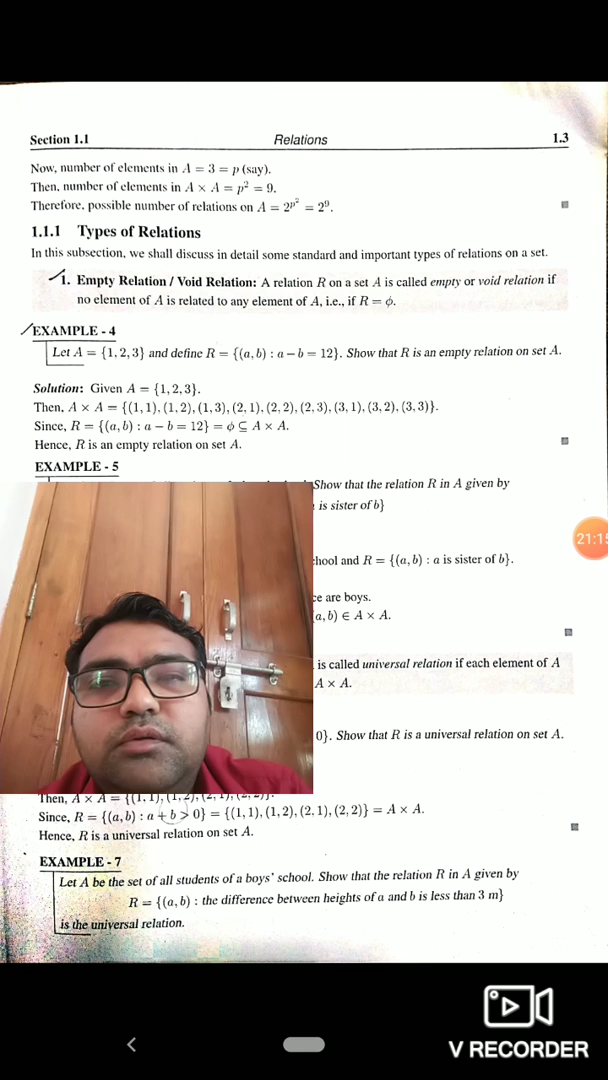 Section 1.1 Relations 1.3
Now, number of elements in A = 3 = p (say).
Then, number of elements in A × A = p² = 9.
Therefore, possible number of relations on A = 2^{p²} = 2⁹.
1.1.1 Types of Relations
In this subsection, we shall discuss in detail some standard and important types of relations on a set.
1. Empty Relation / Void Relation: A relation R on a set A is called empty or void relation if
no element of A is related to any element of A, i.e., if R = ϕ.
EXAMPLE - 4
Let A = {1, 2, 3} and define R = {(a, b) : a − b = 12}. Show that R is an empty relation on set A.
Solution: Given A = {1, 2, 3}.
Then, A × A = {(1, 1), (1, 2), (1, 3), (2, 1), (2, 2), (2, 3), (3, 1), (3, 2), (3, 3)}.
Since, R = {(a, b) : a − b = 12} = ϕ ⊆ A × A.
Hence, R is an empty relation on set A.
EXAMPLE - 5
Show that the relation R in A given by
is sister of b}
21:15
hool and R = {(a, b) : a is sister of b}.
ce are boys.
(a, b) ∈ A × A.
is called universal relation if each element of A
A × A.
0}. Show that R is a universal relation on set A.
Then, A × A = {(1, 1), (1, 2), (2, 1), (2, 2)}.
Since, R = {(a, b) : a + b > 0} = {(1, 1), (1, 2), (2, 1), (2, 2)} = A × A.
Hence, R is a universal relation on set A.
EXAMPLE - 7
Let A be the set of all students of a boys' school. Show that the relation R in A given by
R = {(a, b) : the difference between heights of a and b is less than 3 m}
is the universal relation.
V RECORDER